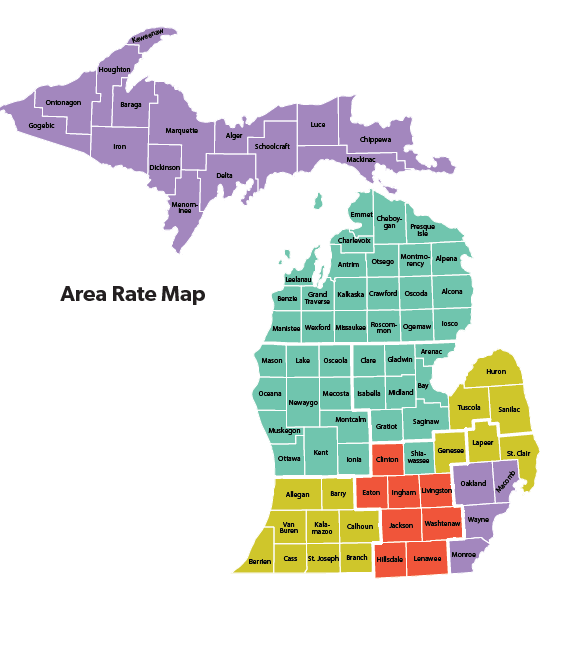 Keweenaw
Houghton
Ontonagon
Baraga
Gogebic
Marquette
Luce
Alger
Chippewa
Iron
Schoolcraft
Mackinac
Dickinson
Delta
Menom-
inee
Emmet
Cheboy-
gan
Presque
Isle
Charlevoix
Antrim
Otsego
Montmo-
rency
Alpena
Leelanau
Area Rate Map
Benzie
Grand
Traverse
Kalkaska
Crawford
Oscoda
Alcona
Manistee
Wexford
Missaukee
Roscom-
mon
Ogemaw
Iosco
Mason
Lake
Osceola
Clare
Gladwin
Arenac
Huron
Oceana
Newaygo
Mecosta
Isabella
Midland
Bay
Tuscola
Sanilac
Muskegon
Montcalm
Gratiot
Saginaw
Ottawa
Kent
Ionia
Clinton
Shia-
wassee
Genesee
Lapeer
St. Clair
Allegan
Barry
Eaton
Ingham
Livingston
Oakland
Macomb
Van
Buren
Kala-
mazoo
Calhoun
Jackson
Washtenaw
Wayne
Berrien
Cass
St. Joseph
Branch
Hillsdale
Lenawee
Monroe